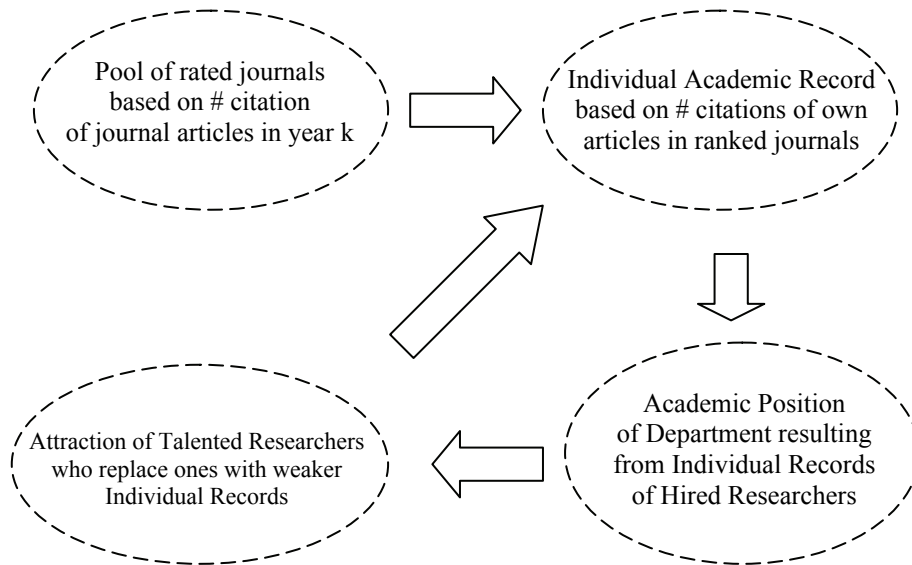 Pool of rated journals
based on # citation
of journal articles in year k
Individual Academic Record
based on # citations of own
articles in ranked journals
Attraction of Talented Researchers
who replace ones with weaker
Individual Records
Academic Position
of Department resulting
from Individual Records
of Hired Researchers